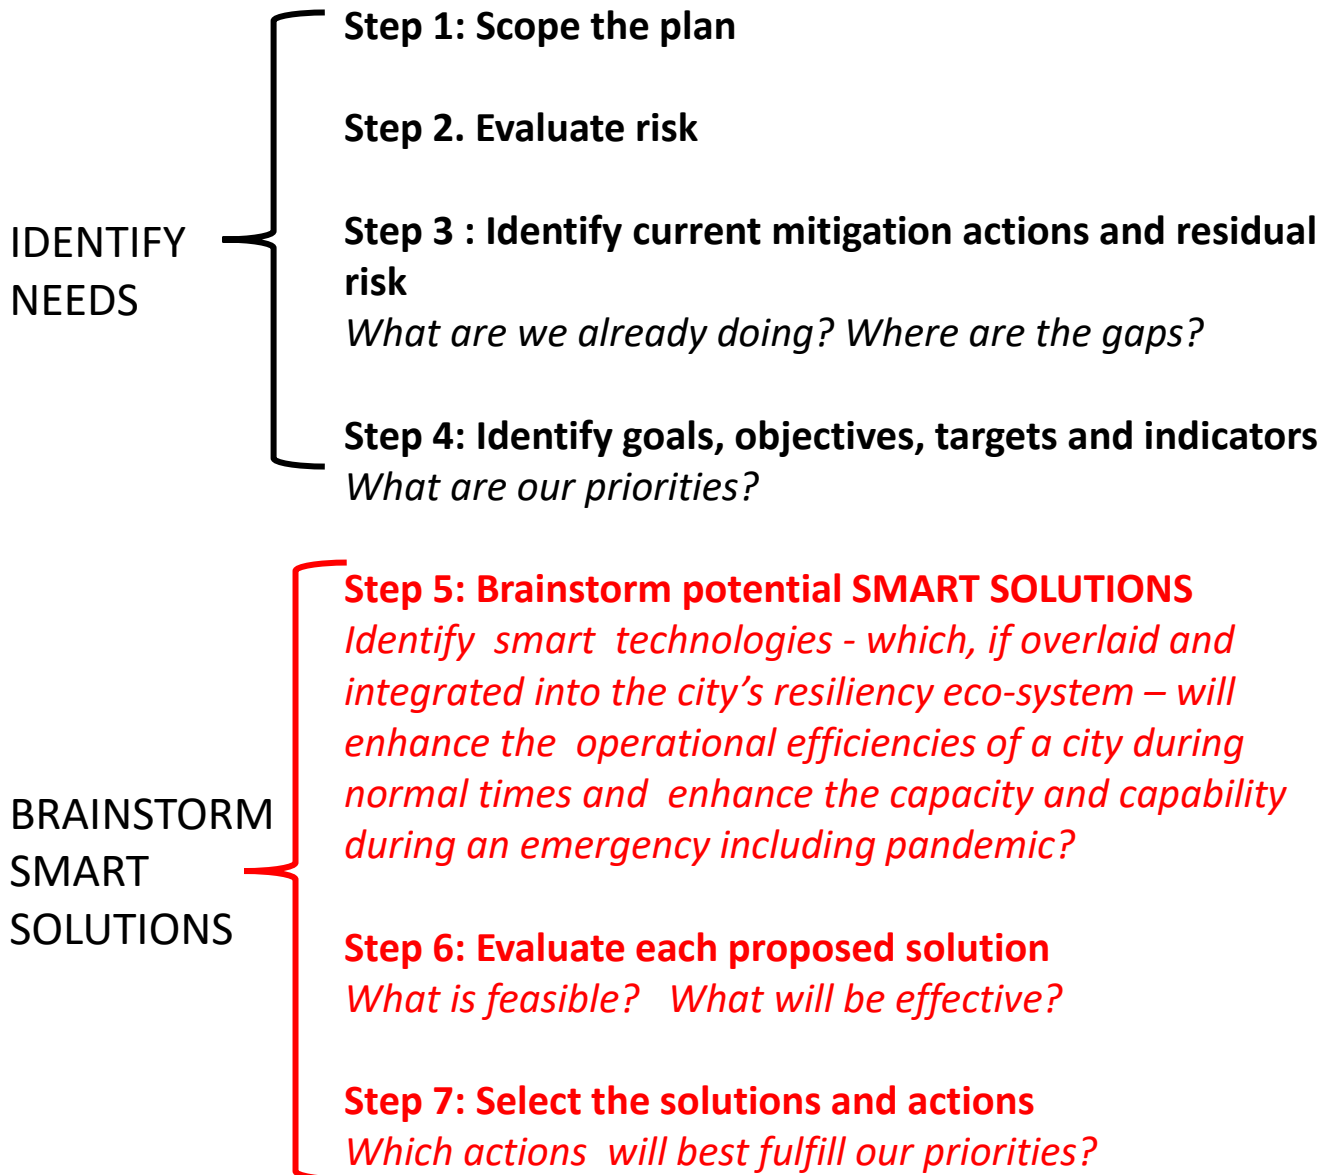 Step 1: Scope the plan
Step 2. Evaluate risk
IDENTIFY
NEEDS
Step 3 : Identify current mitigation actions and residual
risk
What are we already doing? Where are the gaps?
Step 4: Identify goals, objectives, targets and indicators
What are our priorities?
BRAINSTORM
SMART
SOLUTIONS
Step 5: Brainstorm potential SMART SOLUTIONS
Identify  smart  technologies - which, if overlaid and
integrated into the city’s resiliency eco-system – will
enhance the  operational efficiencies of a city during
normal times and  enhance the capacity and capability
during an emergency including pandemic?
Step 6: Evaluate each proposed solution
What is feasible?   What will be effective?
Step 7: Select the solutions and actions
Which actions  will best fulfill our priorities?